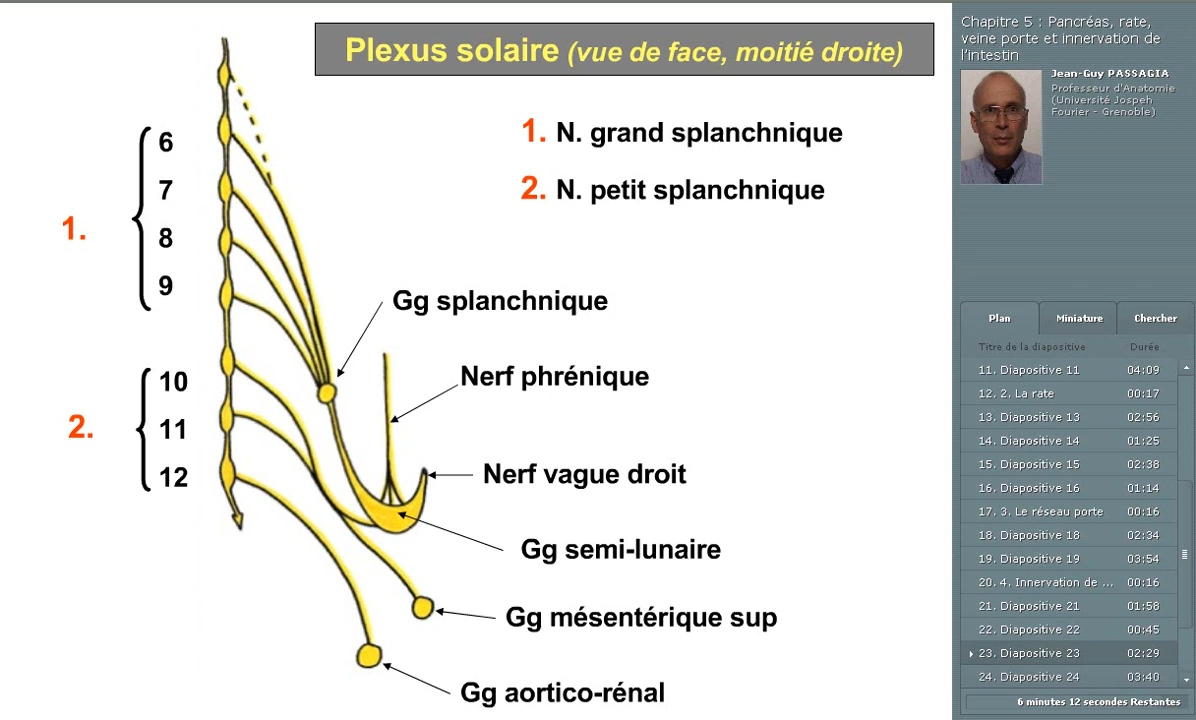 Plexus solaire (vue de face, moitié droite)
1. N. grand splanchnique
2. N. petit splanchnique
6
7
1. 8
9
10
2. 11
12
Gg splanchnique
Nerf phrénique
Nerf vague droit
Gg semi-lunaire
Gg mésentérique sup
Gg aortico-rénal
Chapitre 5 : Pancréas, rate,
veine porte et innervation de
l'intestin
Jean-Guy PASSAGIA
Professeur d'Anatomie
(Université Jospeh
Fourier - Grenoble)
Plan Miniature Chercher
Titre de la diapositive Durée
11. Diapositive 11 04:09
12. 2. La rate 00:17
13. Diapositive 13 02:56
14. Diapositive 14 01:25
15. Diapositive 15 02:38
16. Diapositive 16 01:14
17. 3. Le réseau porte 00:16
18. Diapositive 18 02:34
19. Diapositive 19 03:54
20. 4. Innervation de ... 00:16
21. Diapositive 21 01:58
22. Diapositive 22 00:45
23. Diapositive 23 02:29
24. Diapositive 24 03:40
6 minutes 12 secondes Restantes